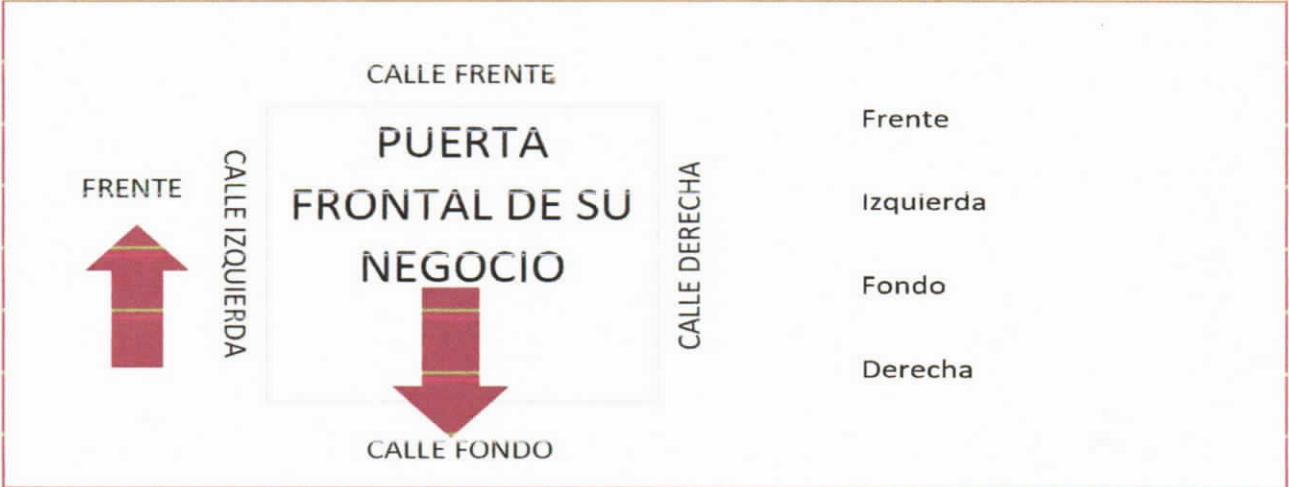 CALLE FRENTE
PUERTA
FRONTAL DE SU
NEGOCIO
FRENTE
CALLE IZQUIERDA
CALLE DERECHA
CALLE FONDO
Frente
Izquierda
Fondo
Derecha